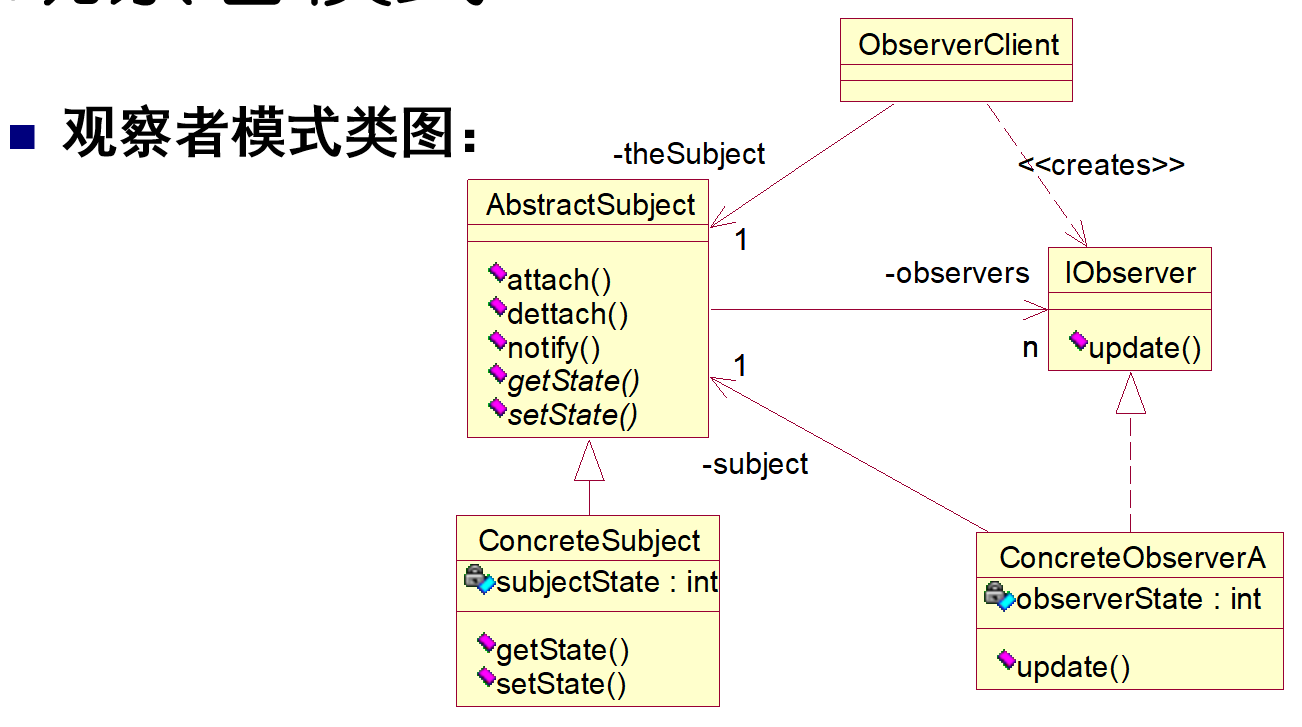 观察者模式类图：
ObserverClient
-theSubject
<<creates>>
AbstractSubject
attach()
dettach()
notify()
getState()
setState()
1
-observers
n
IObserver
update()
1
-subject
ConcreteSubject
subjectState : int
getState()
setState()
ConcreteObserverA
observerState : int
update()